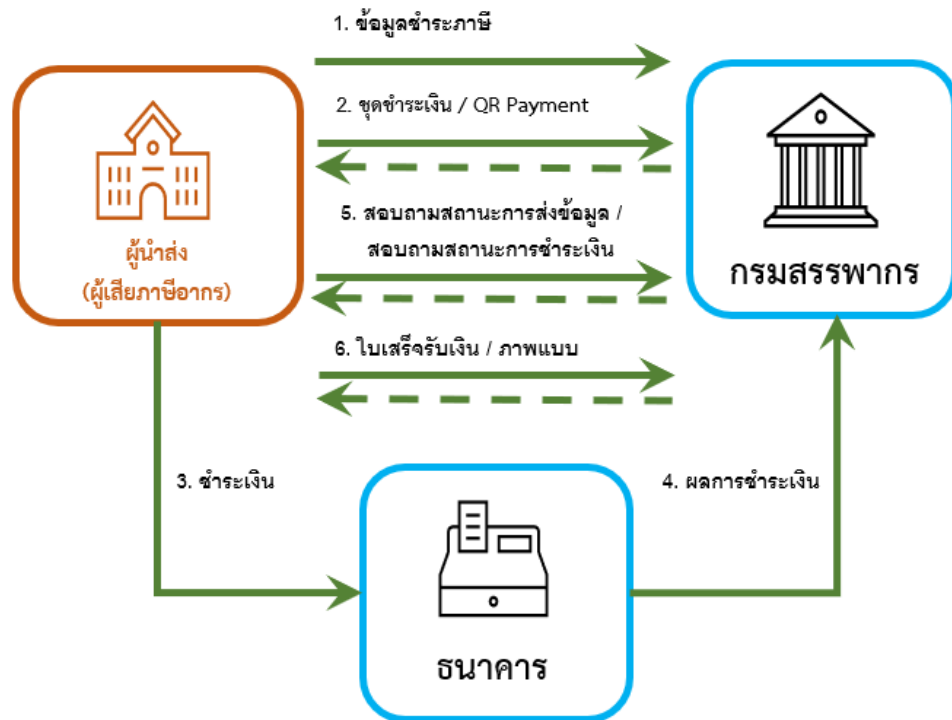 1. ข้อมูลชำระภาษี
2. ชุดชำระเงิน / QR Payment
5. สอบถามสถานะการส่งข้อมูล /
สอบถามสถานะการชำระเงิน
ผู้นำส่ง
(ผู้เสียภาษีอากร)
กรมสรรพากร
6. ใบเสร็จรับเงิน / ภาพแบบ
3. ชำระเงิน
4. ผลการชำระเงิน
ธนาคาร